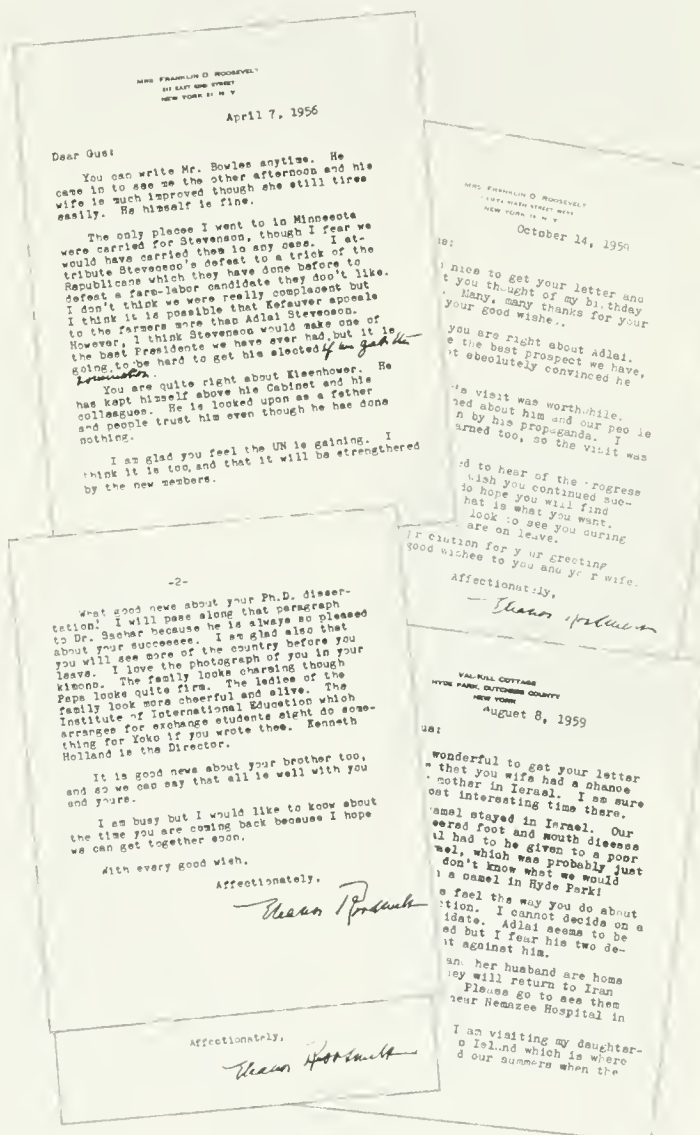 MRS FRANKLIN D ROOSEVELT
NEW YORK 21 N Y
April 7, 1956
Dear Gus:
You can write Mr. Bowles anytime. He
came in to see me the other afternoon and his
wife is much improved though she still tires
easily. He himself is fine.
The only places I went to in Minnesota
were carried for Stevenson, though I fear we
would have carried them in any case. I at-
tribute Stevenson's defeat to a trick of the
Republicans which they have done before to
defeat a farm-labor candidate they don't like.
I don't think we were really complacent but
I think it is possible that Kefauver appeals
to the farmers more than Adlai Stevenson.
However, I think Stevenson would make one of
the best Presidents we have ever had, but it is
going to be hard to get his elected if we get the
nomination.
You are quite right about Eisenhower. He
has kept himself above his Cabinet and his
colleagues. He is looked upon as a father
and people trust him even though he has done
nothing.
I am glad you feel the UN is gaining. I
think it is too, and that it will be strengthered
by the new members.
-2-
What good news about your Ph.D. disser-
tation! I will pass along that paragraph
to Dr. Sachar because he is always so pleased
about your successes. I am glad also that
you will see more of the country before you
leave. I love the photograph of you in your
kimono. The family looks charming though
Papa looks quite firm. The ladies of the
family look more cheerful and alive. The
Institute of International Education which
arranges for exchange students might do some-
thing for Yoko if you wrote them. Kenneth
Holland is the Director.
It is good news about your brother too,
and so we can say that all is well with you
and yours.
I am busy but I would like to know about
the time you are coming back because I hope
we can get together soon.
With every good wish,
Affectionately,
Eleanor Roosevelt
Affectionately,
Eleanor Roosevelt
MRS FRANKLIN D ROOSEVELT
NEW YORK 21 N Y
October 14, 1959
us:
nice to get your letter and
t you thought of my birthday
. Many, many thanks for your
your good wishes.
you are right about Adlai.
e the best prospect we have,
ot absolutely convinced he
's visit was worthwhile.
ned about him and our people
n by his propaganda. I
arned too, so the visit was
ed to hear of the progress
wish you continued suc-
do hope you will find
hat is what you want.
look to see you during
are on leave.
r ciation for y ur greeting
good wishes to you and yo r wife.
Affectionately,
Eleanor Roosevelt
VAL-KILL COTTAGE
HYDE PARK, DUTCHESS COUNTY
NEW YORK
August 8, 1959
us:
wonderful to get your letter
that you wife had a chance
mother in Israel. I am sure
ost interesting time there.
amel stayed in Israel. Our
eered foot and mouth disease
l had to be given to a poor
mel, which was probably just
don't know what we would
h a camel in Hyde Park!
e feel the way you do about
ction. I cannot decide on a
idate. Adlai seems to be
ed but I fear his two de-
nt against him.
and her husband are home
ey will return to Iran
Please go to see them
near Nemazee Hospital in
I am visiting my daughter-
o Island which is where
d our summers when the